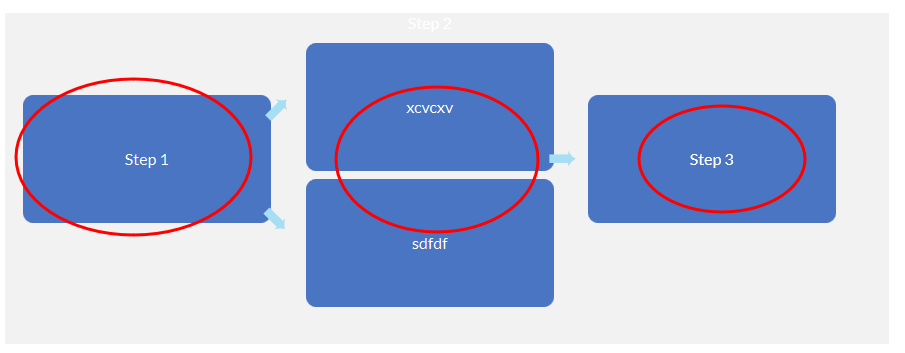 Step 2
Step 1
xcvcxv
sdfdf
Step 3